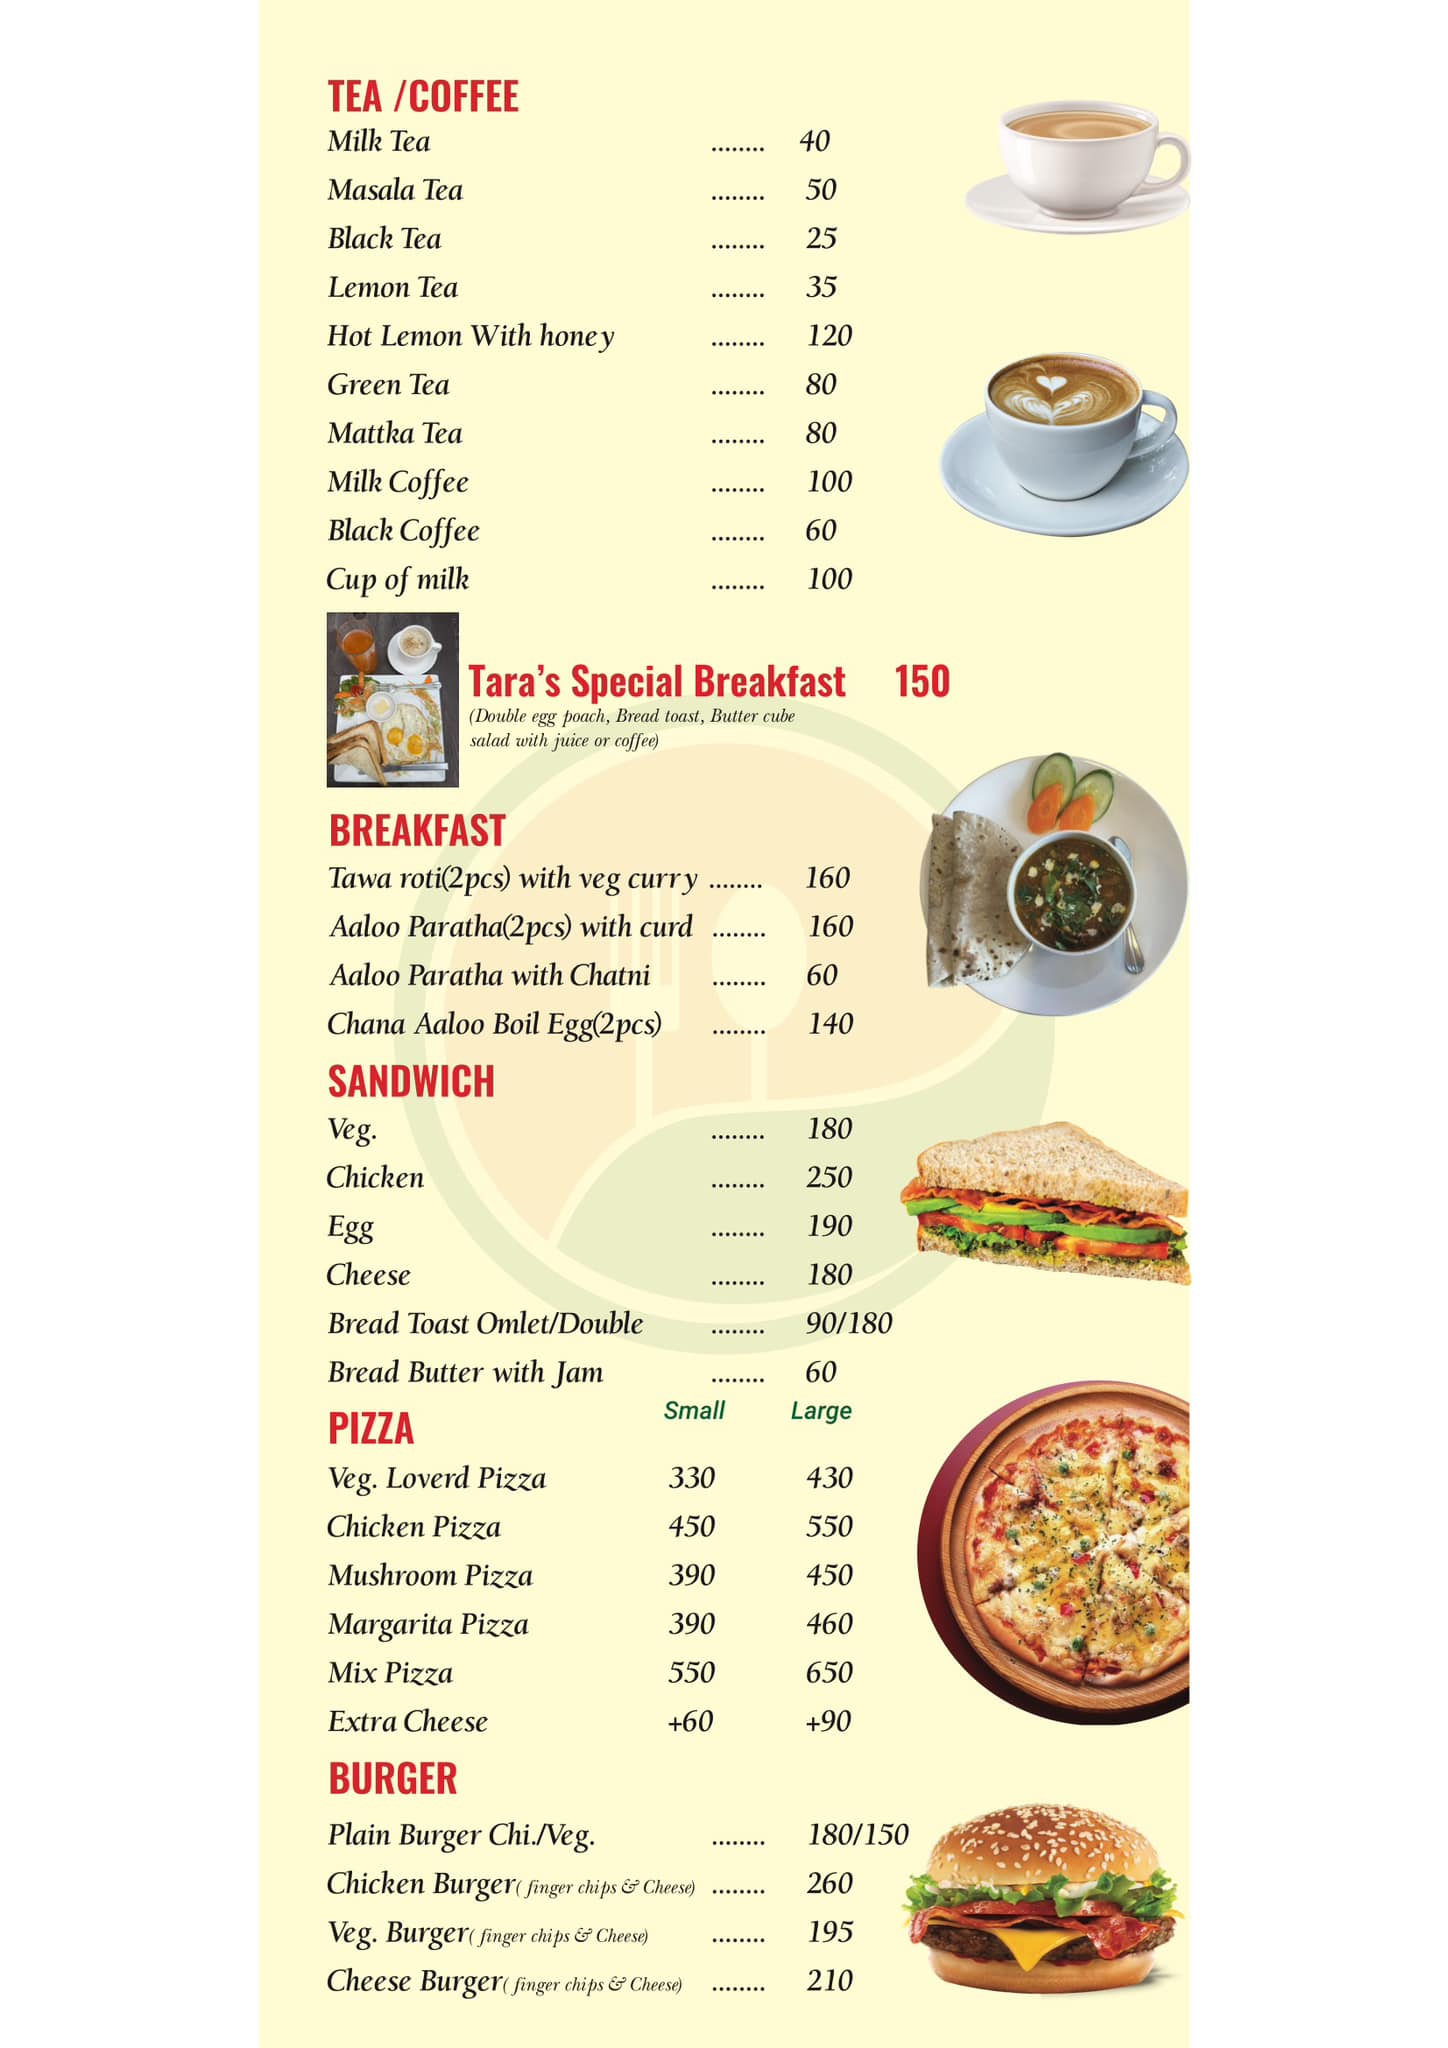 TEA /COFFEE
Milk Tea ........ 40
Masala Tea ........ 50
Black Tea ........ 25
Lemon Tea ........ 35
Hot Lemon With honey ........ 120
Green Tea ........ 80
Mattka Tea ........ 80
Milk Coffee ........ 100
Black Coffee ........ 60
Cup of milk ........ 100
Tara's Special Breakfast 150
(Double egg poach, Bread toast, Butter cube
salad with juice or coffee)
BREAKFAST
Tawa roti(2pcs) with veg curry ........ 160
Aaloo Paratha(2pcs) with curd ........ 160
Aaloo Paratha with Chatni ........ 60
Chana Aaloo Boil Egg(2pcs) ........ 140
SANDWICH
Veg. ........ 180
Chicken ........ 250
Egg ........ 190
Cheese ........ 180
Bread Toast Omlet/Double ........ 90/180
Bread Butter with Jam ........ 60
PIZZA Small Large
Veg. Loverd Pizza 330 430
Chicken Pizza 450 550
Mushroom Pizza 390 450
Margarita Pizza 390 460
Mix Pizza 550 650
Extra Cheese +60 +90
BURGER
Plain Burger Chi./Veg. ........ 180/150
Chicken Burger( finger chips & Cheese) ........ 260
Veg. Burger( finger chips & Cheese) ........ 195
Cheese Burger( finger chips & Cheese) ........ 210